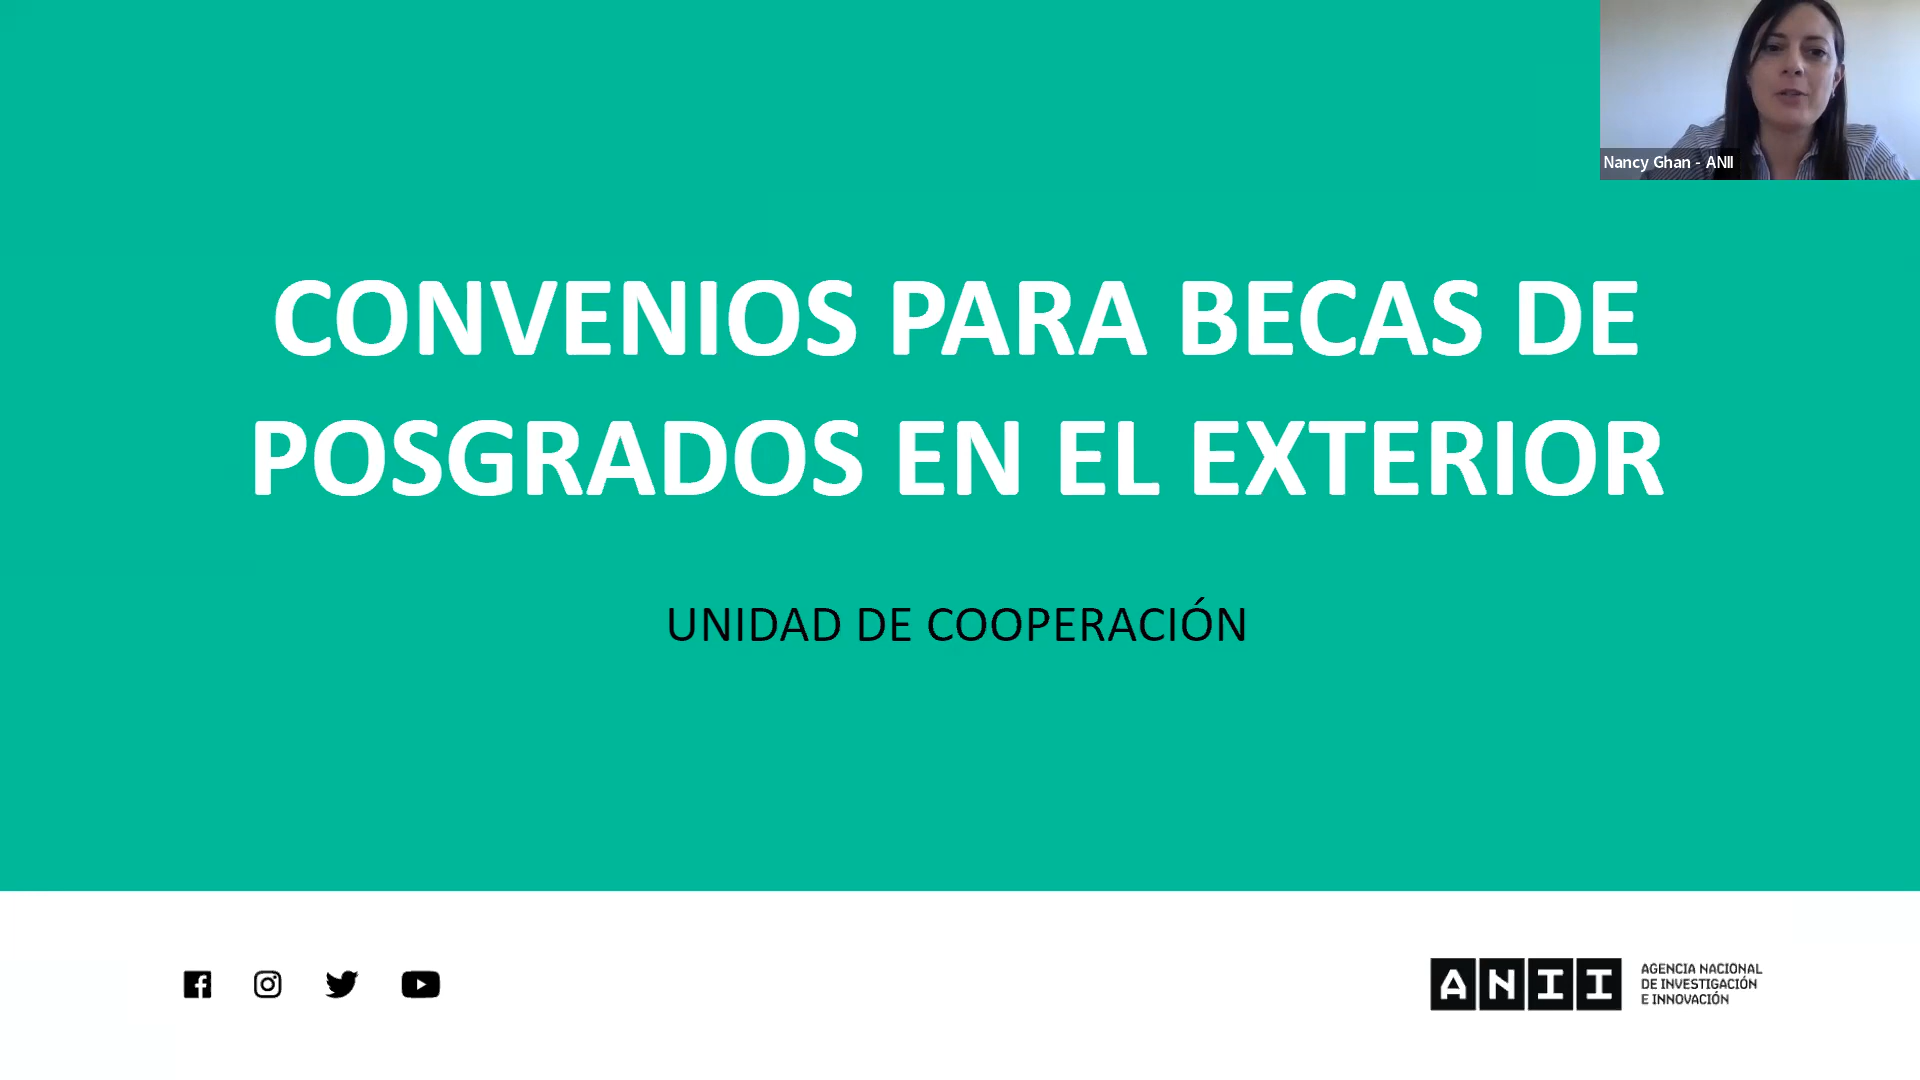 Nancy Ghan - ANII
CONVENIOS PARA BECAS DE
POSGRADOS EN EL EXTERIOR
UNIDAD DE COOPERACIÓN
ANII
AGENCIA NACIONAL
DE INVESTIGACIÓN
E INNOVACIÓN